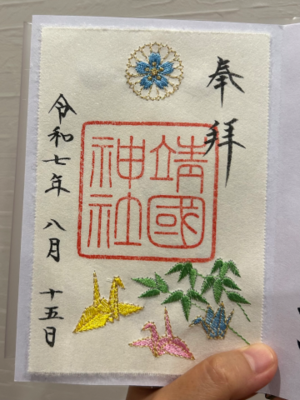 奉拝
靖國
神社
令和七年 八月 十五日